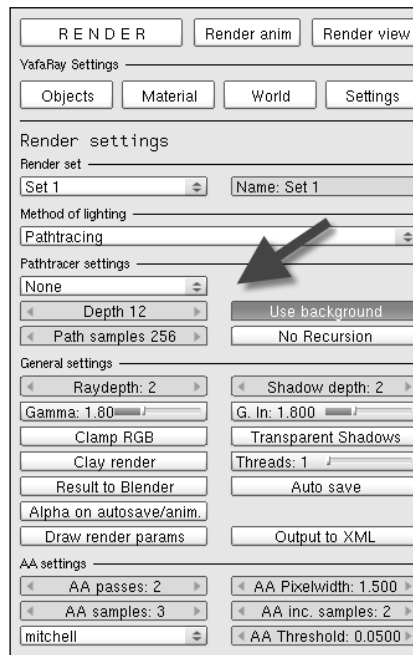 RENDER Render anim Render view
YafaRay Settings
Objects Material World Settings
Render settings
Render set
Set 1 Name: Set 1
Method of lighting
Pathtracing
Pathtracer settings
None
Depth 12 Use background
Path samples 256 No Recursion
General settings
Raydepth: 2 Shadow depth: 2
Gamma: 1.80 G. In: 1.800
Clamp RGB Transparent Shadows
Clay render Threads: 1
Result to Blender Auto save
Alpha on autosave/anim.
Draw render params Output to XML
AA settings
AA passes: 2 AA Pixelwidth: 1.500
AA samples: 3 AA inc. samples: 2
mitchell AA Threshold: 0.0500